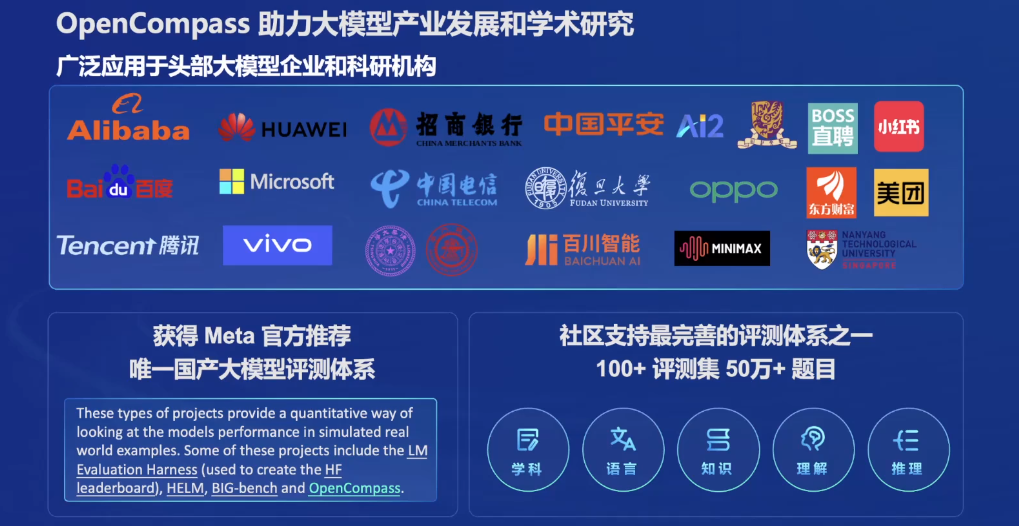 OpenCompass 助力大模型产业发展和学术研究
广泛应用于头部大模型企业和科研机构
Alibaba
HUAWEI
招商银行
CHINA MERCHANTS BANK
中国平安
Ai2
BOSS
直聘
小红书
Bai du 百度
Microsoft
中国电信
CHINA TELECOM
復旦大學
FUDAN UNIVERSITY
oppo
东方财富
美团
Tencent 腾讯
vivo
百川智能
BAICHUAN AI
MINIMAX
NANYANG
TECHNOLOGICAL
UNIVERSITY
SINGAPORE
获得 Meta 官方推荐
唯一国产大模型评测体系
These types of projects provide a quantitative way of
looking at the models performance in simulated real
world examples. Some of these projects include the LM
Evaluation Harness (used to create the HF
leaderboard), HELM, BIG-bench and OpenCompass.
社区支持最完善的评测体系之一
100+ 评测集 50万+ 题目
学科
语言
知识
理解
推理